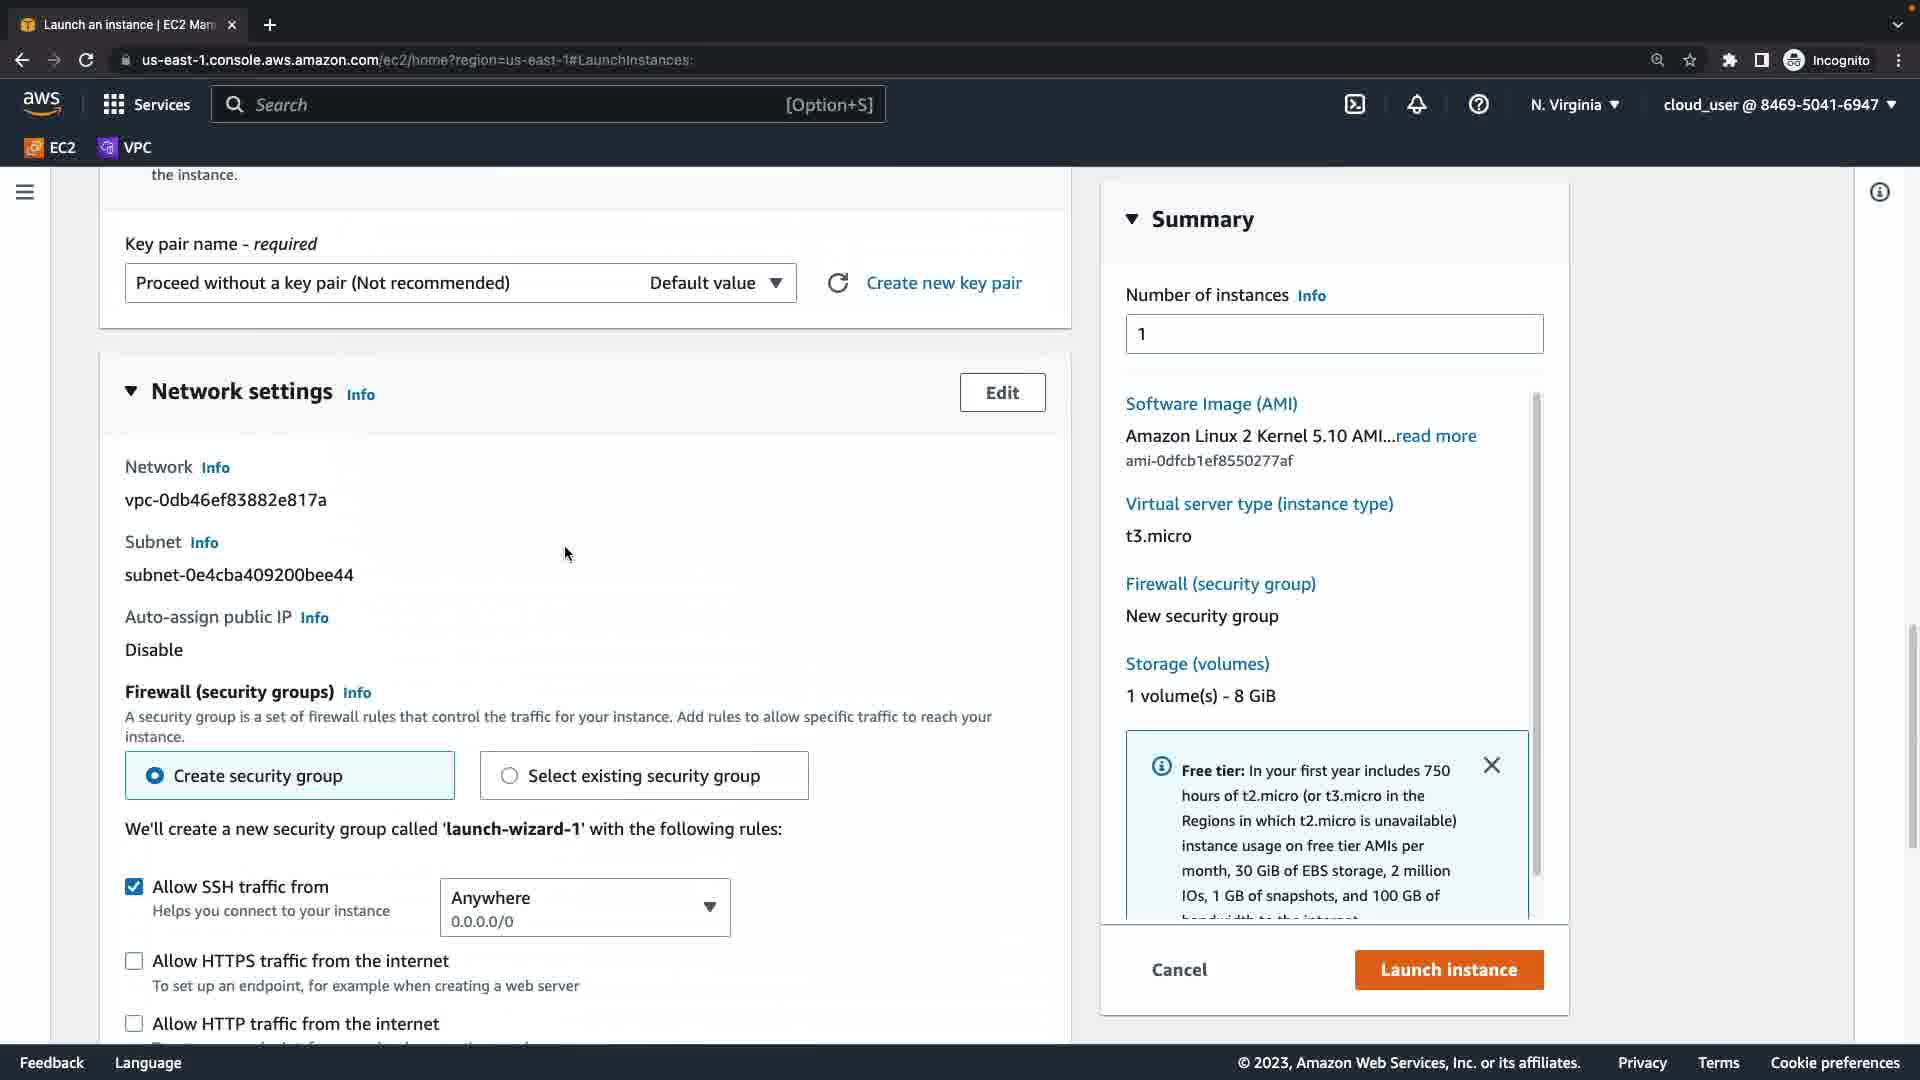 Launch an instance | EC2 Man
us-east-1.console.aws.amazon.com/ec2/home?region=us-east-1#LaunchInstances:
Incognito
aws
Services
Search
[Option+S]
N. Virginia
cloud_user @ 8469-5041-6947
EC2
VPC
the instance.
Key pair name - required
Proceed without a key pair (Not recommended)
Default value
Create new key pair
Network settings Info
Edit
Network Info
vpc-0db46ef83882e817a
Subnet Info
subnet-0e4cba409200bee44
Auto-assign public IP Info
Disable
Firewall (security groups) Info
A security group is a set of firewall rules that control the traffic for your instance. Add rules to allow specific traffic to reach your
instance.
Create security group
Select existing security group
We'll create a new security group called 'launch-wizard-1' with the following rules:
Allow SSH traffic from
Helps you connect to your instance
Anywhere
0.0.0.0/0
Allow HTTPS traffic from the internet
To set up an endpoint, for example when creating a web server
Allow HTTP traffic from the internet
Summary
Number of instances Info
1
Software Image (AMI)
Amazon Linux 2 Kernel 5.10 AMI...read more
ami-0dfcb1ef8550277af
Virtual server type (instance type)
t3.micro
Firewall (security group)
New security group
Storage (volumes)
1 volume(s) - 8 GiB
Free tier: In your first year includes 750
hours of t2.micro (or t3.micro in the
Regions in which t2.micro is unavailable)
instance usage on free tier AMIs per
month, 30 GiB of EBS storage, 2 million
IOs, 1 GB of snapshots, and 100 GB of
bandwidth to the internet.
Cancel
Launch instance
Feedback
Language
© 2023, Amazon Web Services, Inc. or its affiliates.
Privacy
Terms
Cookie preferences